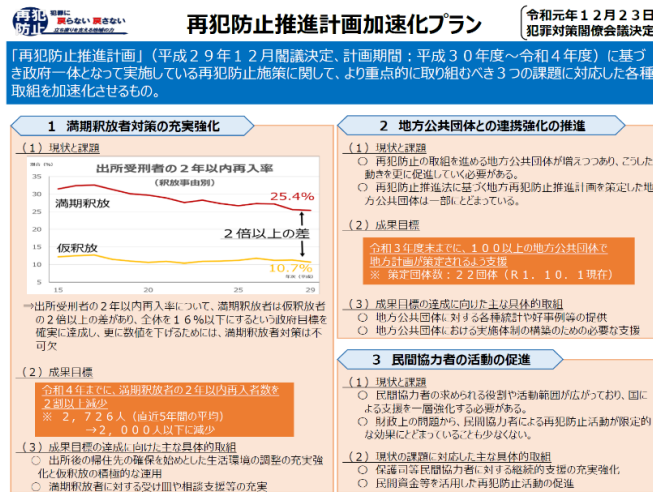 再犯防止
犯罪に
戻らない 戻さない
立ち直りを支える地域の力
再犯防止推進計画加速化プラン
令和元年12月23日
犯罪対策閣僚会議決定
「再犯防止推進計画」（平成29年12月閣議決定、計画期間：平成30年度～令和4年度）に基づ
き政府一体となって実施している再犯防止施策に関して、より重点的に取り組むべき3つの課題に対応した各種
取組を加速化させるもの。
1 満期釈放者対策の充実強化
（1）現状と課題
出所受刑者の2年以内再入率
（釈放事由別）
35
30
25
20
15
10
5
満期釈放
25.4%
2倍以上の差
仮釈放
10.7%
15
20
25
29
⇒出所受刑者の2年以内再入率について、満期釈放者は仮釈放者
の2倍以上の差があり、全体を16％以下にするという政府目標を
確実に達成し、更に数値を下げるためには、満期釈放者対策は不
可欠
（2）成果目標
令和4年までに、満期釈放者の2年以内再入者数を
2割以上減少
※ 2，726人（直近5年間の平均）
→2，000人以下に減少
（3）成果目標の達成に向けた主な具体的取組
○ 出所後の帰住先の確保を始めとした生活環境の調整の充実強
化と仮釈放の積極的な運用
○ 満期釈放者に対する受け皿や相談支援等の充実
2 地方公共団体との連携強化の推進
（1）現状と課題
○ 再犯防止の取組を進める地方公共団体が増えつつあり、こうした
動きを更に促進していく必要がある。
○ 再犯防止推進法に基づく地方再犯防止推進計画を策定した地
方公共団体は一部にとどまっている。
（2）成果目標
令和3年度末までに、100以上の地方公共団体で
地方計画が策定されるよう支援
※ 策定団体数：22団体（R1．10．1現在）
（3）成果目標の達成に向けた主な具体的取組
○ 地方公共団体に対する各種統計や好事例等の提供
○ 地方公共団体における実施体制の構築のための必要な支援
3 民間協力者の活動の促進
（1）現状と課題
○ 民間協力者の求められる役割や活動範囲が広がっており、国に
よる支援を一層強化する必要がある。
○ 財政上の問題から、民間協力者による再犯防止活動が限定的
な効果にとどまっていることも少なくない。
（2）現状の課題に対応した主な具体的取組
○ 保護司等民間協力者に対する継続的支援の充実強化
○ 民間資金等を活用した再犯防止活動の促進